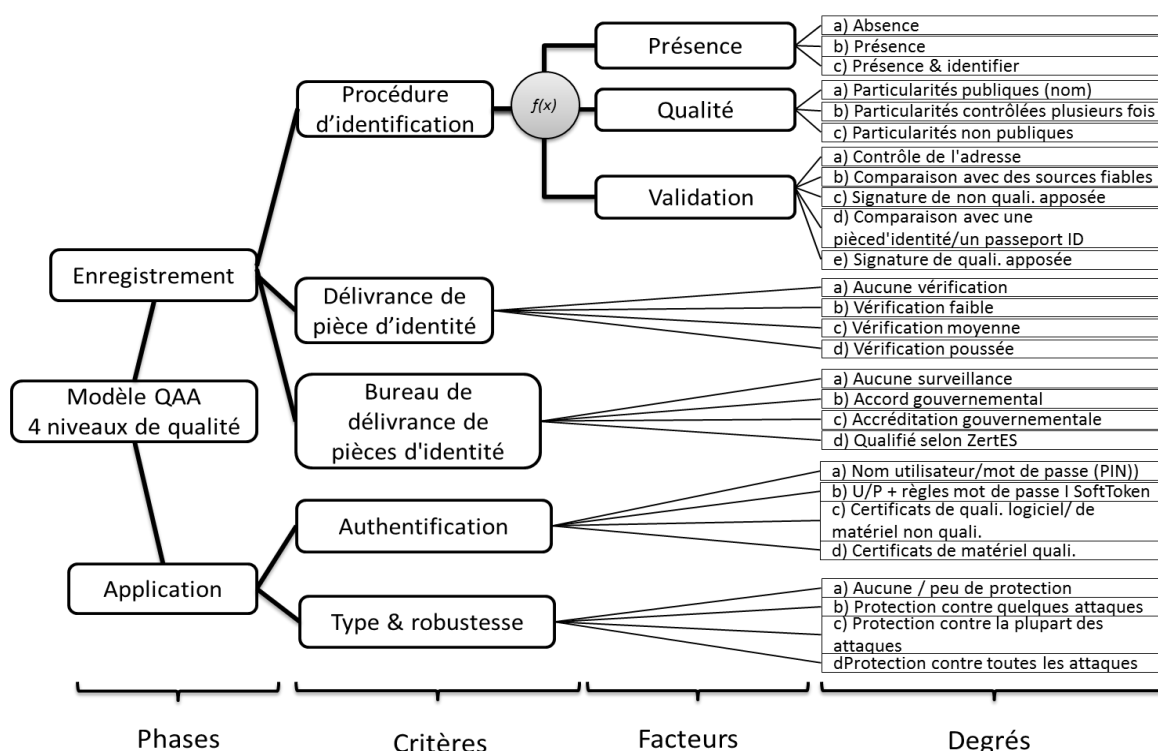 Présence
a) Absence
b) Présence
c) Présence & identifier
Procédure
d'identification
f(x)
Qualité
a) Particularités publiques (nom)
b) Particularités contrôlées plusieurs fois
c) Particularités non publiques
Validation
a) Contrôle de l'adresse
b) Comparaison avec des sources fiables
c) Signature de non quali. apposée
d) Comparaison avec une
pièced'identité/un passeport ID
e) Signature de quali. apposée
Enregistrement
Délivrance de
pièce d'identité
a) Aucune vérification
b) Vérification faible
c) Vérification moyenne
d) Vérification poussée
Modèle QAA
4 niveaux de qualité
Bureau de
délivrance de
pièces d'identité
a) Aucune surveillance
b) Accord gouvernemental
c) Accréditation gouvernementale
d) Qualifié selon ZertES
Authentification
a) Nom utilisateur/mot de passe (PIN))
b) U/P + règles mot de passe I SoftToken
c) Certificats de quali. logiciel/ de
matériel non quali.
d) Certificats de matériel quali.
Application
Type & robustesse
a) Aucune / peu de protection
b) Protection contre quelques attaques
c) Protection contre la plupart des
attaques
dProtection contre toutes les attaques
Phases
Critères
Facteurs
Degrés